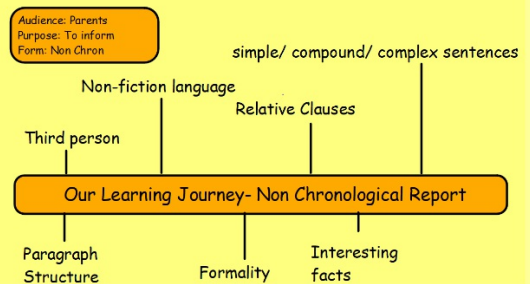 Audience: Parents
Purpose: To inform
Form: Non Chron
simple/ compound/ complex sentences
Non-fiction language
Relative Clauses
Third person
Our Learning Journey- Non Chronological Report
Paragraph
Structure
Formality
Interesting
facts